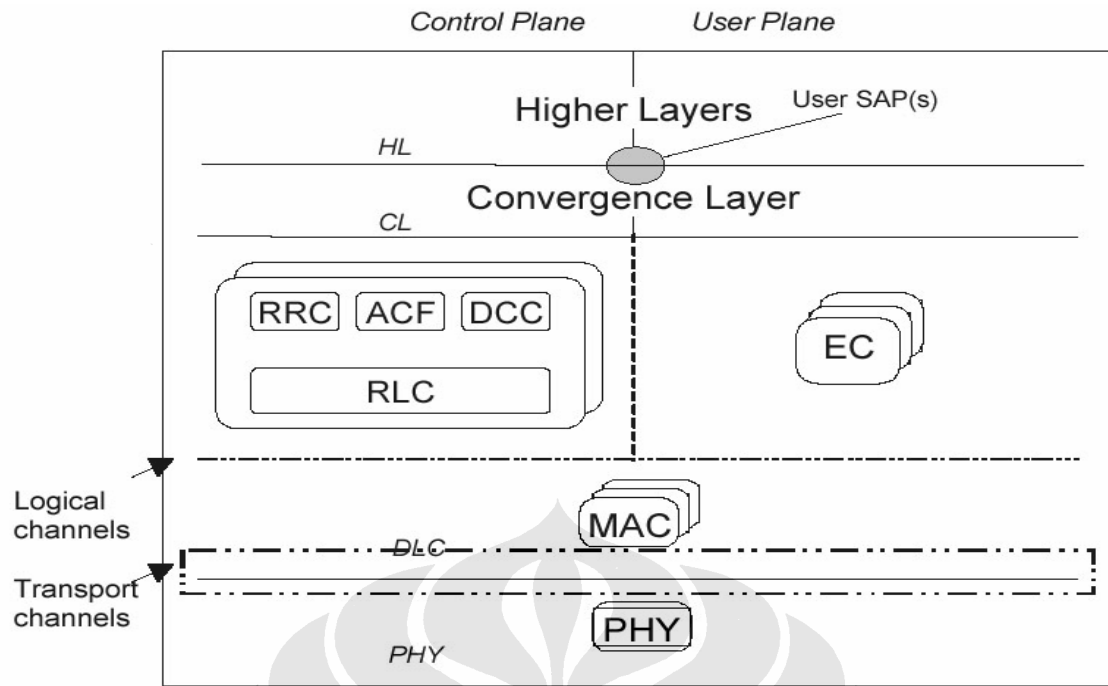 Control Plane
User Plane
Higher Layers
User SAP(s)
HL
Convergence Layer
CL
RRC
ACF
DCC
EC
RLC
Logical
channels
MAC
DLC
Transport
channels
PHY
PHY